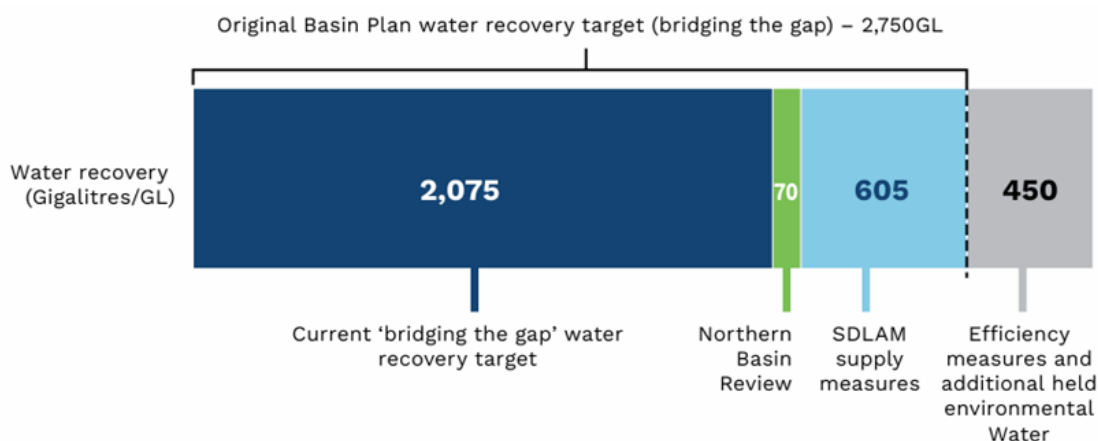 Original Basin Plan water recovery target (bridging the gap) – 2,750GL
Water recovery
(Gigalitres/GL)
2,075
70
605
450
Current ‘bridging the gap’ water
recovery target
Northern
Basin
Review
SDLAM
supply
measures
Efficiency
measures and
additional held
environmental
Water